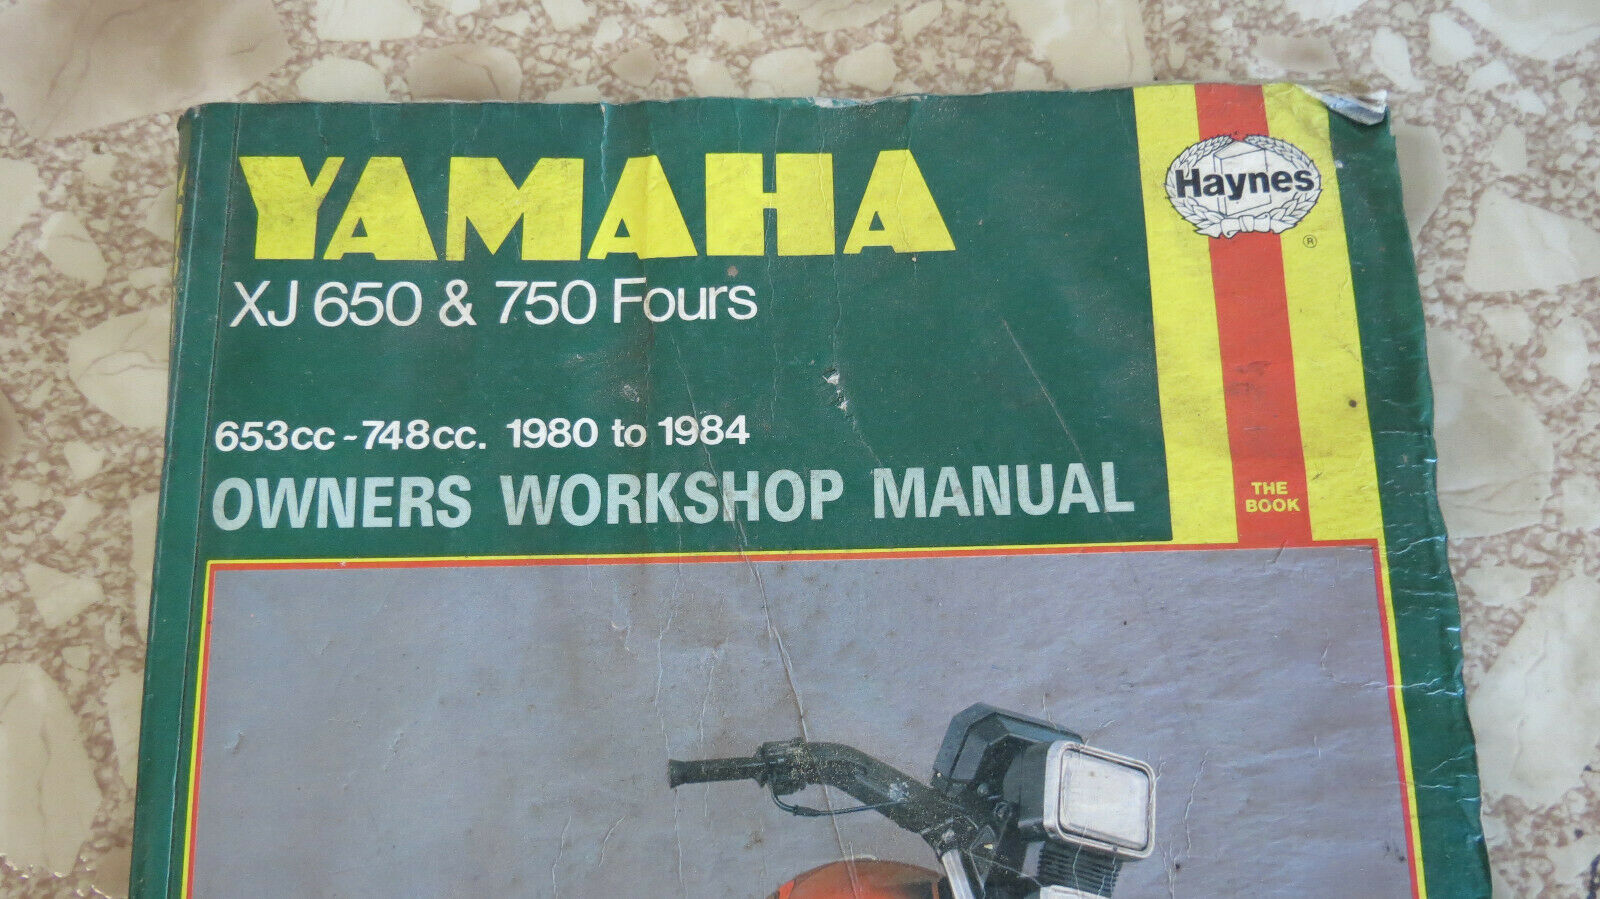 YAMAHA
XJ 650 & 750 Fours
653cc ~ 748cc. 1980 to 1984
OWNERS WORKSHOP MANUAL
Haynes
®
THE
BOOK